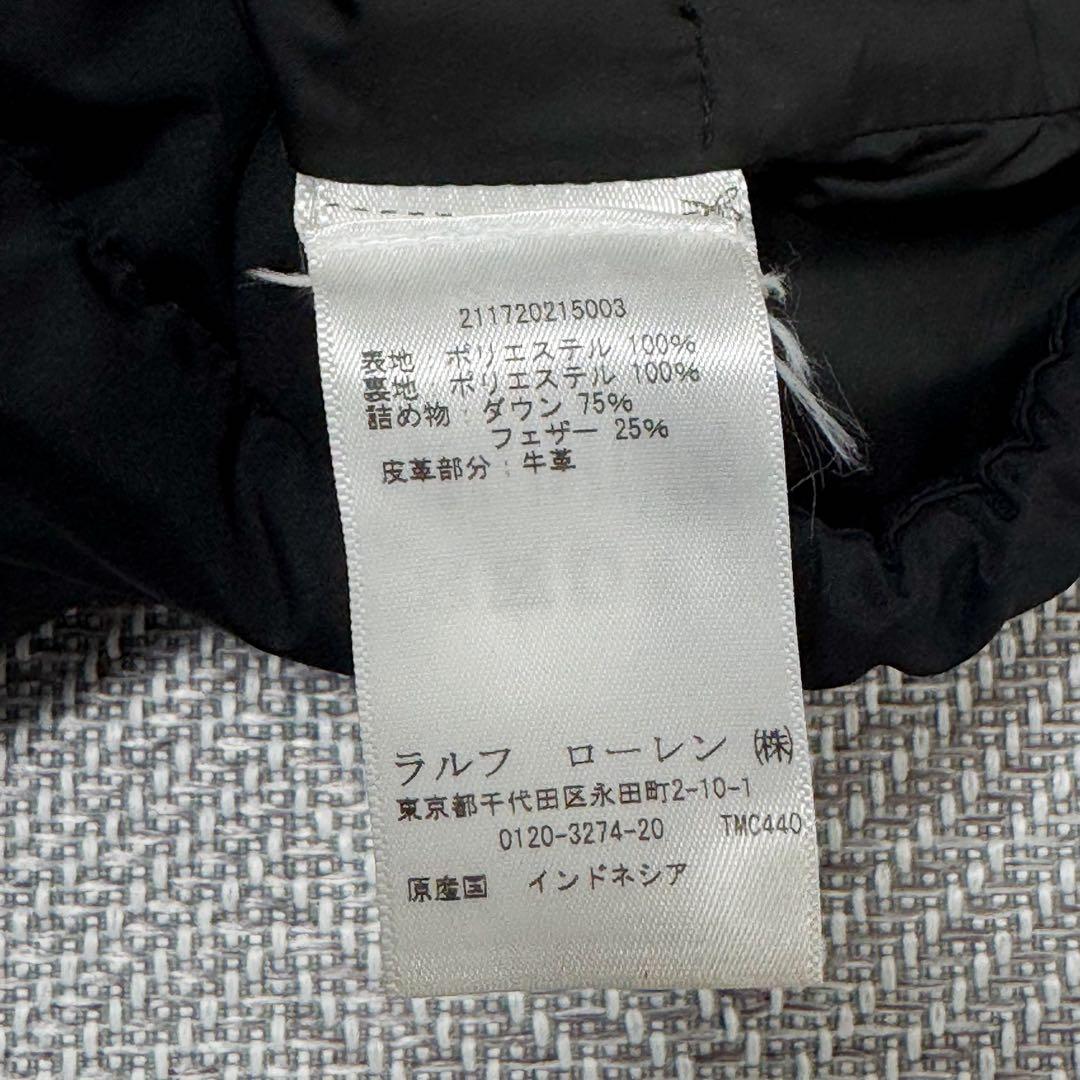 211720215003
表地：ポリエステル 100%
裏地：ポリエステル 100%
詰め物：ダウン 75%
フェザー 25%
皮革部分：牛革
ラルフ ローレン ㈱
東京都千代田区永田町2-10-1
0120-3274-20 TMC440
原産国 インドネシア